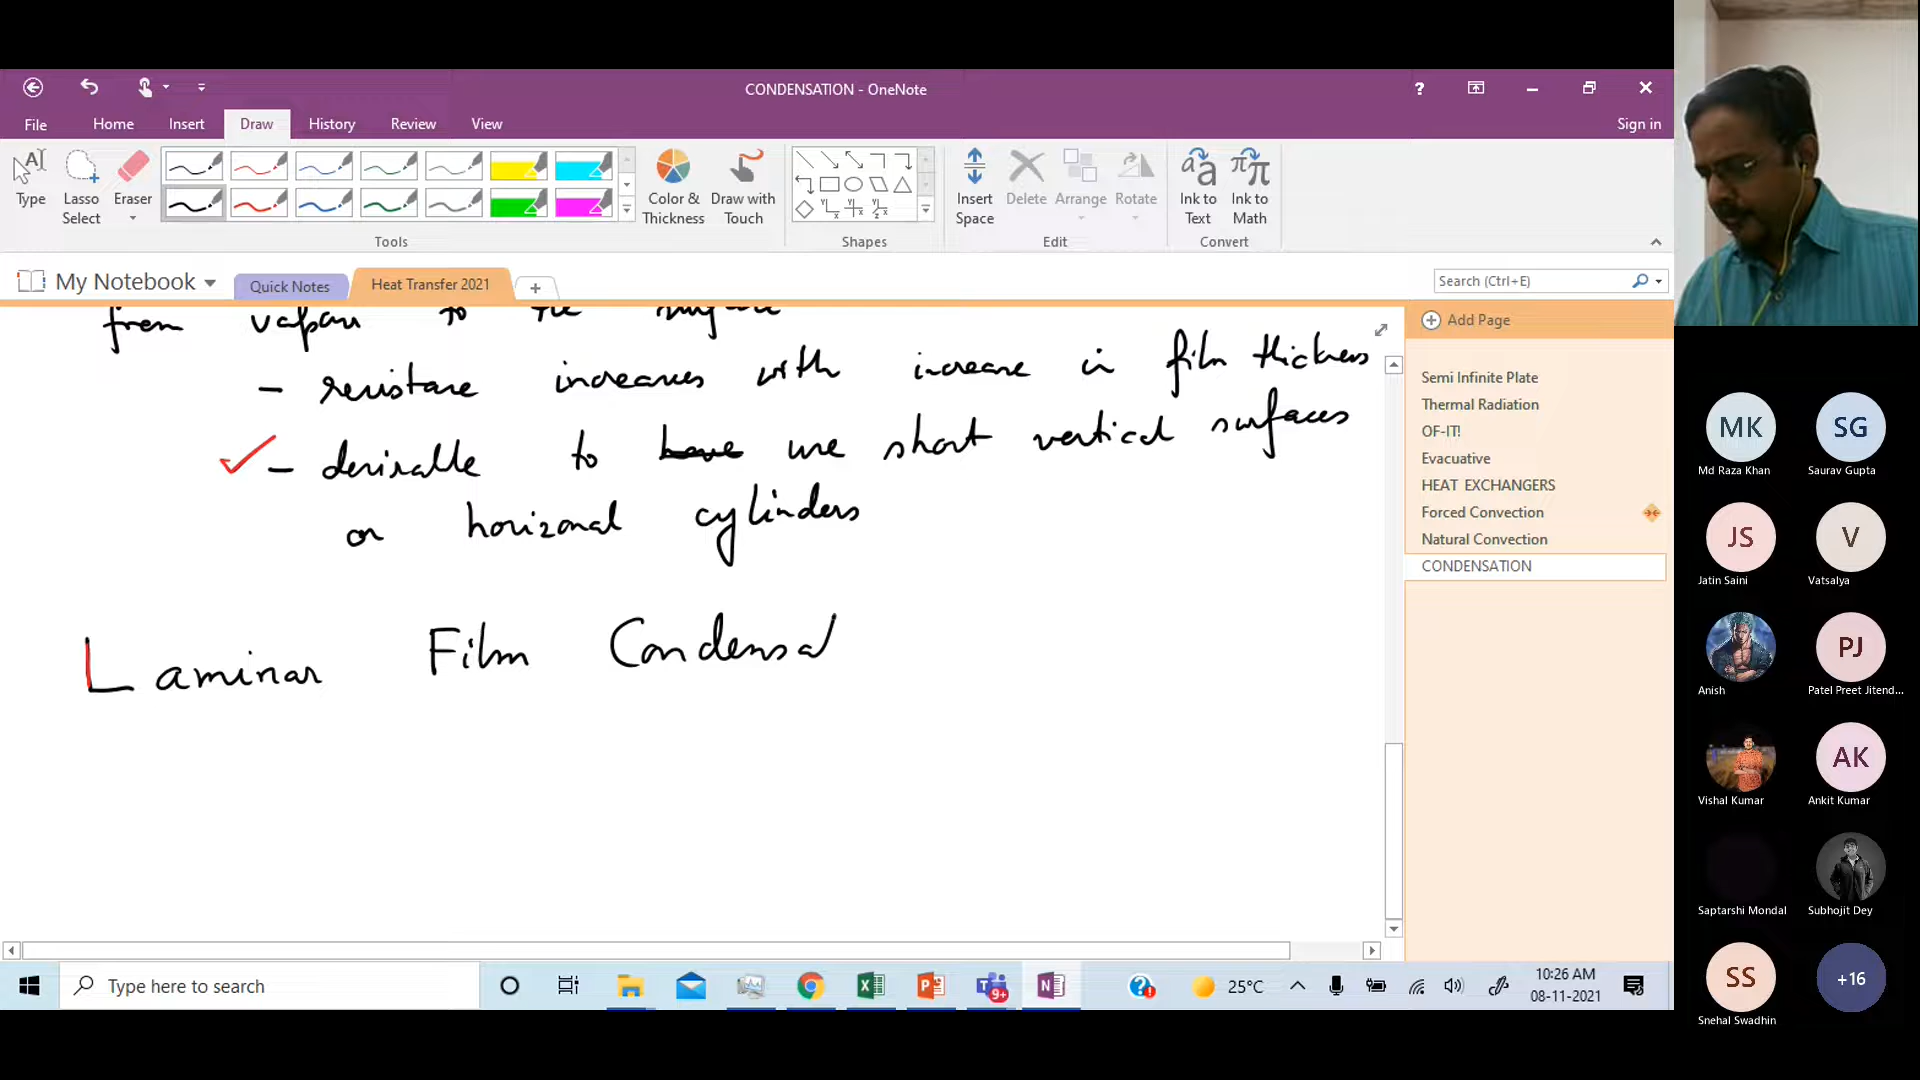 CONDENSATION - OneNote
?
File Home Insert Draw History Review View Sign in
Type Lasso Select Eraser Color & Thickness Draw with Touch Insert Space Delete Arrange Rotate Ink to Text Ink to Math
Tools Shapes Edit Convert
My Notebook Quick Notes Heat Transfer 2021 + Search (Ctrl+E)
from vapour to the
- resistance increases with increase in film thickness
- desirable to have use short vertical surfaces
or horizonal cylinders
Laminar Film Condensa
Add Page
Semi Infinite Plate
Thermal Radiation
OF-IT!
Evacuative
HEAT EXCHANGERS
Forced Convection
Natural Convection
CONDENSATION
MK SG
Md Raza Khan Saurav Gupta
JS V
Jatin Saini Vatsalya
PJ
Anish Patel Preet Jitend...
AK
Vishal Kumar Ankit Kumar
Saptarshi Mondal Subhojit Dey
SS +16
Snehal Swadhin
Type here to search 9+ 25°C 10:26 AM
08-11-2021